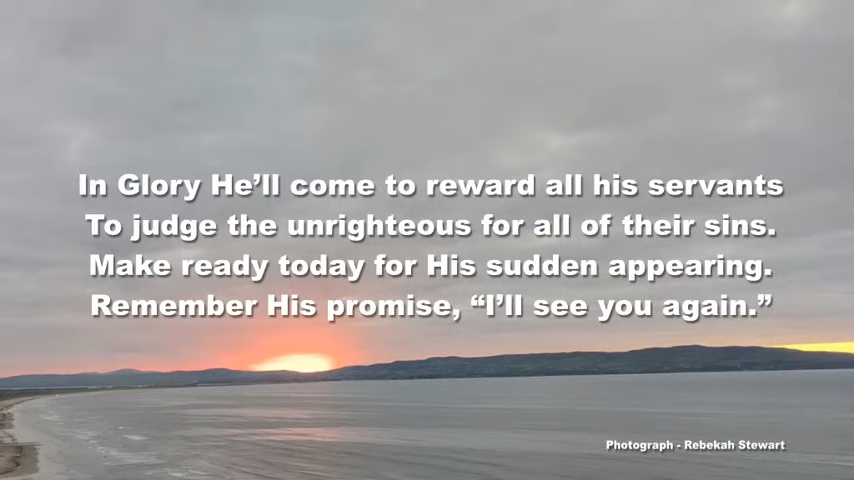 In Glory He’ll come to reward all his servants
To judge the unrighteous for all of their sins.
Make ready today for His sudden appearing.
Remember His promise, “I’ll see you again.”
Photograph - Rebekah Stewart